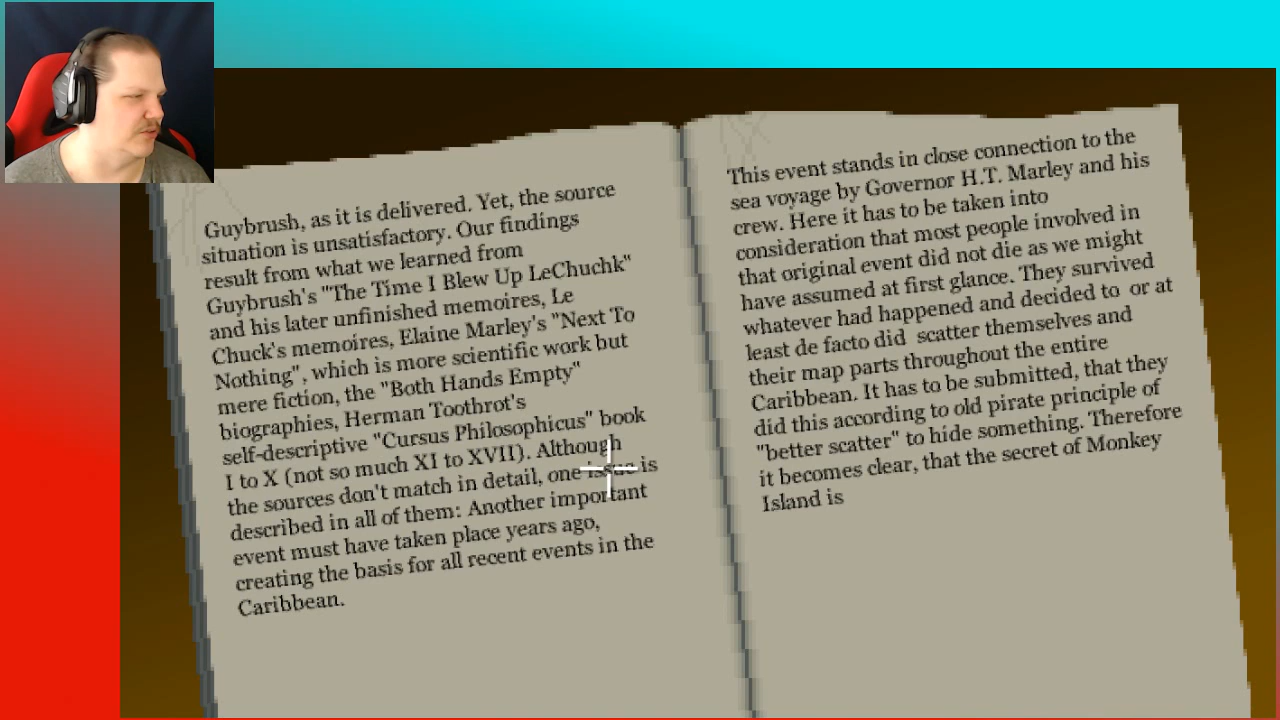 Guybrush, as it is delivered. Yet, the source
situation is unsatisfactory. Our findings
result from what we learned from
Guybrush's "The Time I Blew Up LeChuchk"
and his later unfinished memoires, Le
Chuck's memoires, Elaine Marley's "Next To
Nothing", which is more scientific work but
mere fiction, the "Both Hands Empty"
biographies, Herman Toothrot's
self-descriptive "Cursus Philosophicus" book
I to X (not so much XI to XVII). Although
the sources don't match in detail, one issue is
described in all of them: Another important
event must have taken place years ago,
creating the basis for all recent events in the
Caribbean.
This event stands in close connection to the
sea voyage by Governor H.T. Marley and his
crew. Here it has to be taken into
consideration that most people involved in
that original event did not die as we might
have assumed at first glance. They survived
whatever had happened and decided to or at
least de facto did scatter themselves and
their map parts throughout the entire
Caribbean. It has to be submitted, that they
did this according to old pirate principle of
"better scatter" to hide something. Therefore
it becomes clear, that the secret of Monkey
Island is